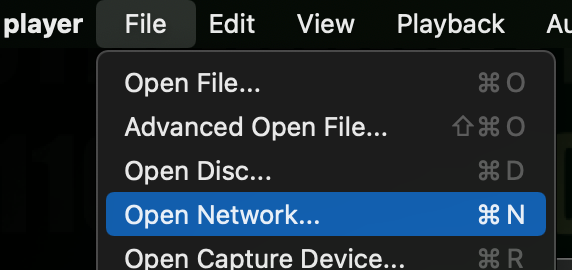 player File Edit View Playback Au
Open File... ⌘ O
Advanced Open File... ⇧⌘ O
Open Disc... ⌘ D
Open Network... ⌘ N
Open Capture Device... ⌘ R